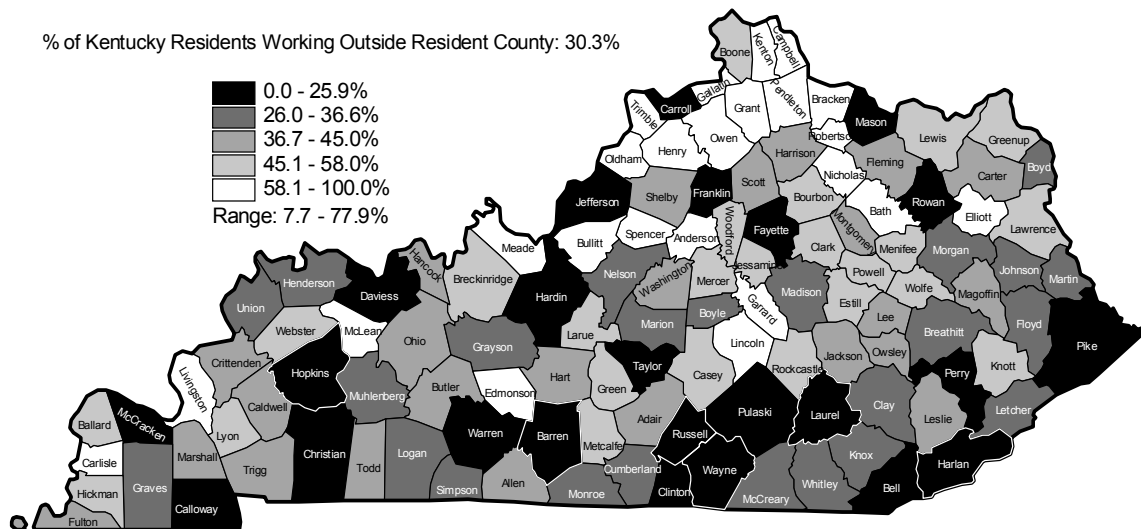 % of Kentucky Residents Working Outside Resident County: 30.3%
0.0 - 25.9%
26.0 - 36.6%
36.7 - 45.0%
45.1 - 58.0%
58.1 - 100.0%
Range: 7.7 - 77.9%
Boone
Kenton
Campbell
Gallatin
Grant
Pendleton
Bracken
Trimble
Carroll
Owen
Robertso
Mason
Lewis
Greenup
Oldham
Henry
Harrison
Nicholas
Fleming
Carter
Boyd
Jefferson
Shelby
Franklin
Scott
Bourbon
Bath
Rowan
Elliott
Lawrence
Bullitt
Spencer
Anderson
Woodford
Fayette
Clark
Montgomery
Menifee
Morgan
Johnson
Martin
Meade
Breckinridge
Hancock
Hardin
Nelson
Washington
Mercer
Jessamine
Madison
Powell
Estill
Wolfe
Magoffin
Floyd
Pike
Henderson
Union
Daviess
Webster
McLean
Ohio
Grayson
Larue
Marion
Boyle
Garrard
Lincoln
Lee
Breathitt
Knott
Crittenden
Hopkins
Muhlenberg
Butler
Edmonson
Hart
Green
Taylor
Casey
Rockcastle
Jackson
Owsley
Perry
Letcher
Livingston
Lyon
Caldwell
Christian
Todd
Logan
Warren
Barren
Metcalfe
Adair
Russell
Pulaski
Laurel
Clay
Leslie
Harlan
Ballard
McCracken
Marshall
Trigg
Simpson
Allen
Monroe
Cumberland
Clinton
Wayne
McCreary
Whitley
Knox
Bell
Carlisle
Hickman
Graves
Calloway
Fulton